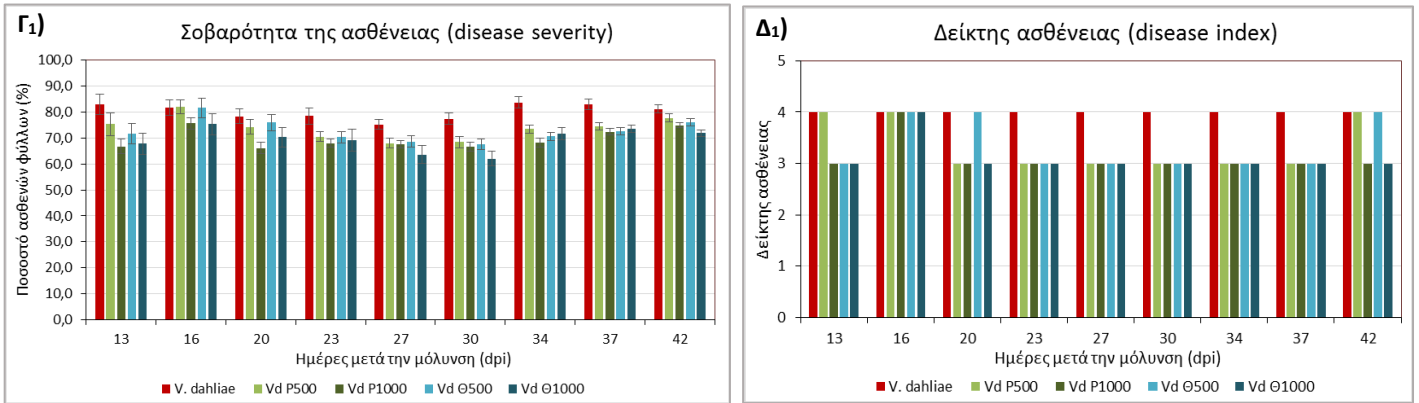 Γ₁)
Σοβαρότητα της ασθένειας (disease severity)
Ποσοστό ασθενών φύλλων (%)
100,0
90,0
80,0
70,0
60,0
50,0
40,0
30,0
20,0
10,0
0,0
13 16 20 23 27 30 34 37 42
Ημέρες μετά την μόλυνση (dpi)
V. dahliae Vd P500 Vd P1000 Vd Θ500 Vd Θ1000
Δ₁)
Δείκτης ασθένειας (disease index)
Δείκτης ασθένειας
5
4
3
2
1
0
13 16 20 23 27 30 34 37 42
Ημέρες μετά την μόλυνση (dpi)
V. dahliae Vd P500 Vd P1000 Vd Θ500 Vd Θ1000